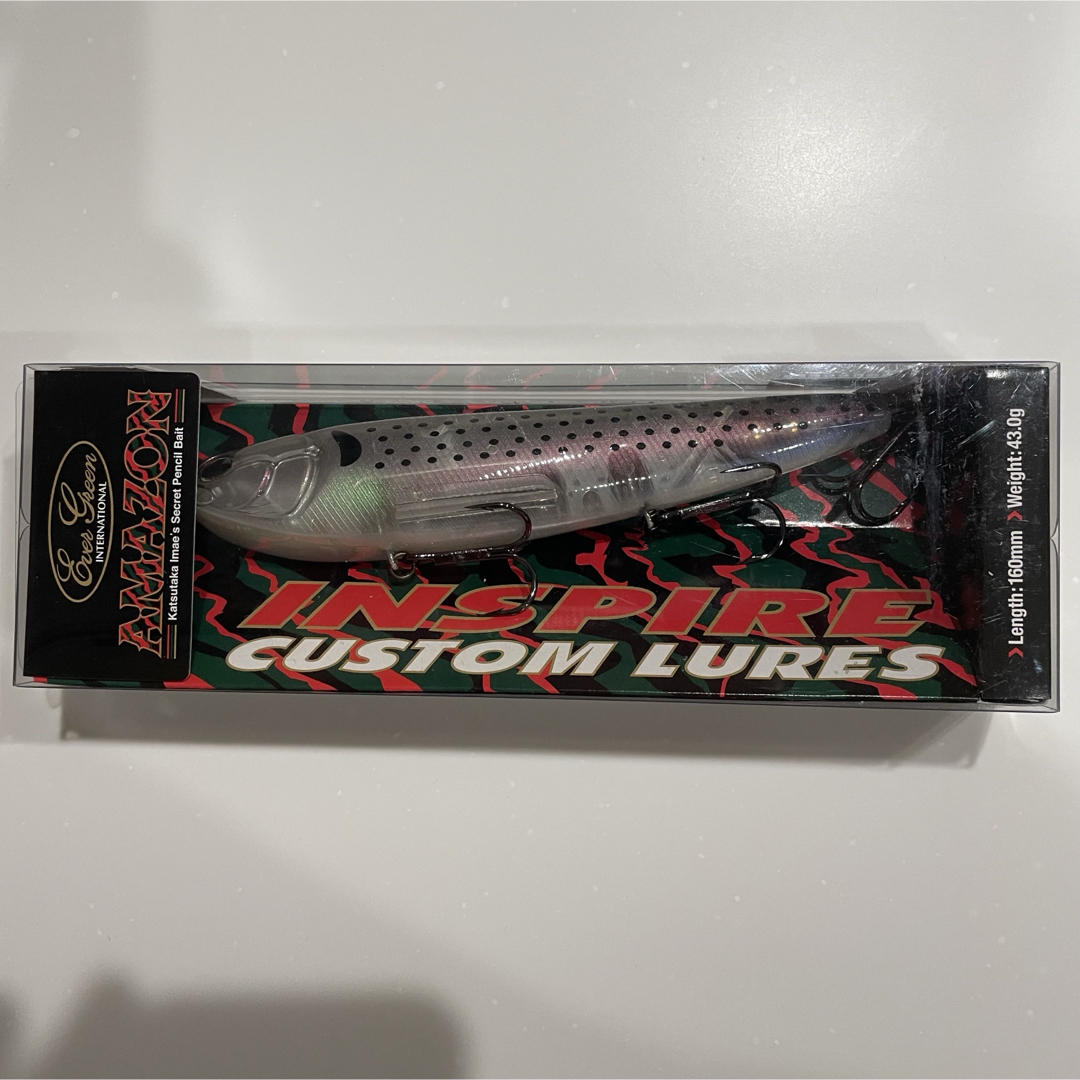 Ever Green
INTERNATIONAL
AMAZON
Katsutaka Imae's Secret Pencil Bait
INSPIRE
CUSTOM LURES
Length:160mm Weight:43.0g